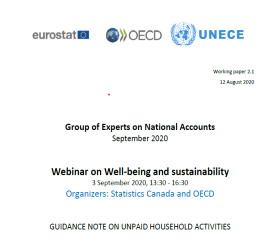 eurostat OECD UNECE
Working paper 2.1
12 August 2020
Group of Experts on National Accounts
September 2020
Webinar on Well-being and sustainability
3 September 2020, 13:30 - 16:30
Organizers: Statistics Canada and OECD
GUIDANCE NOTE ON UNPAID HOUSEHOLD ACTIVITIES